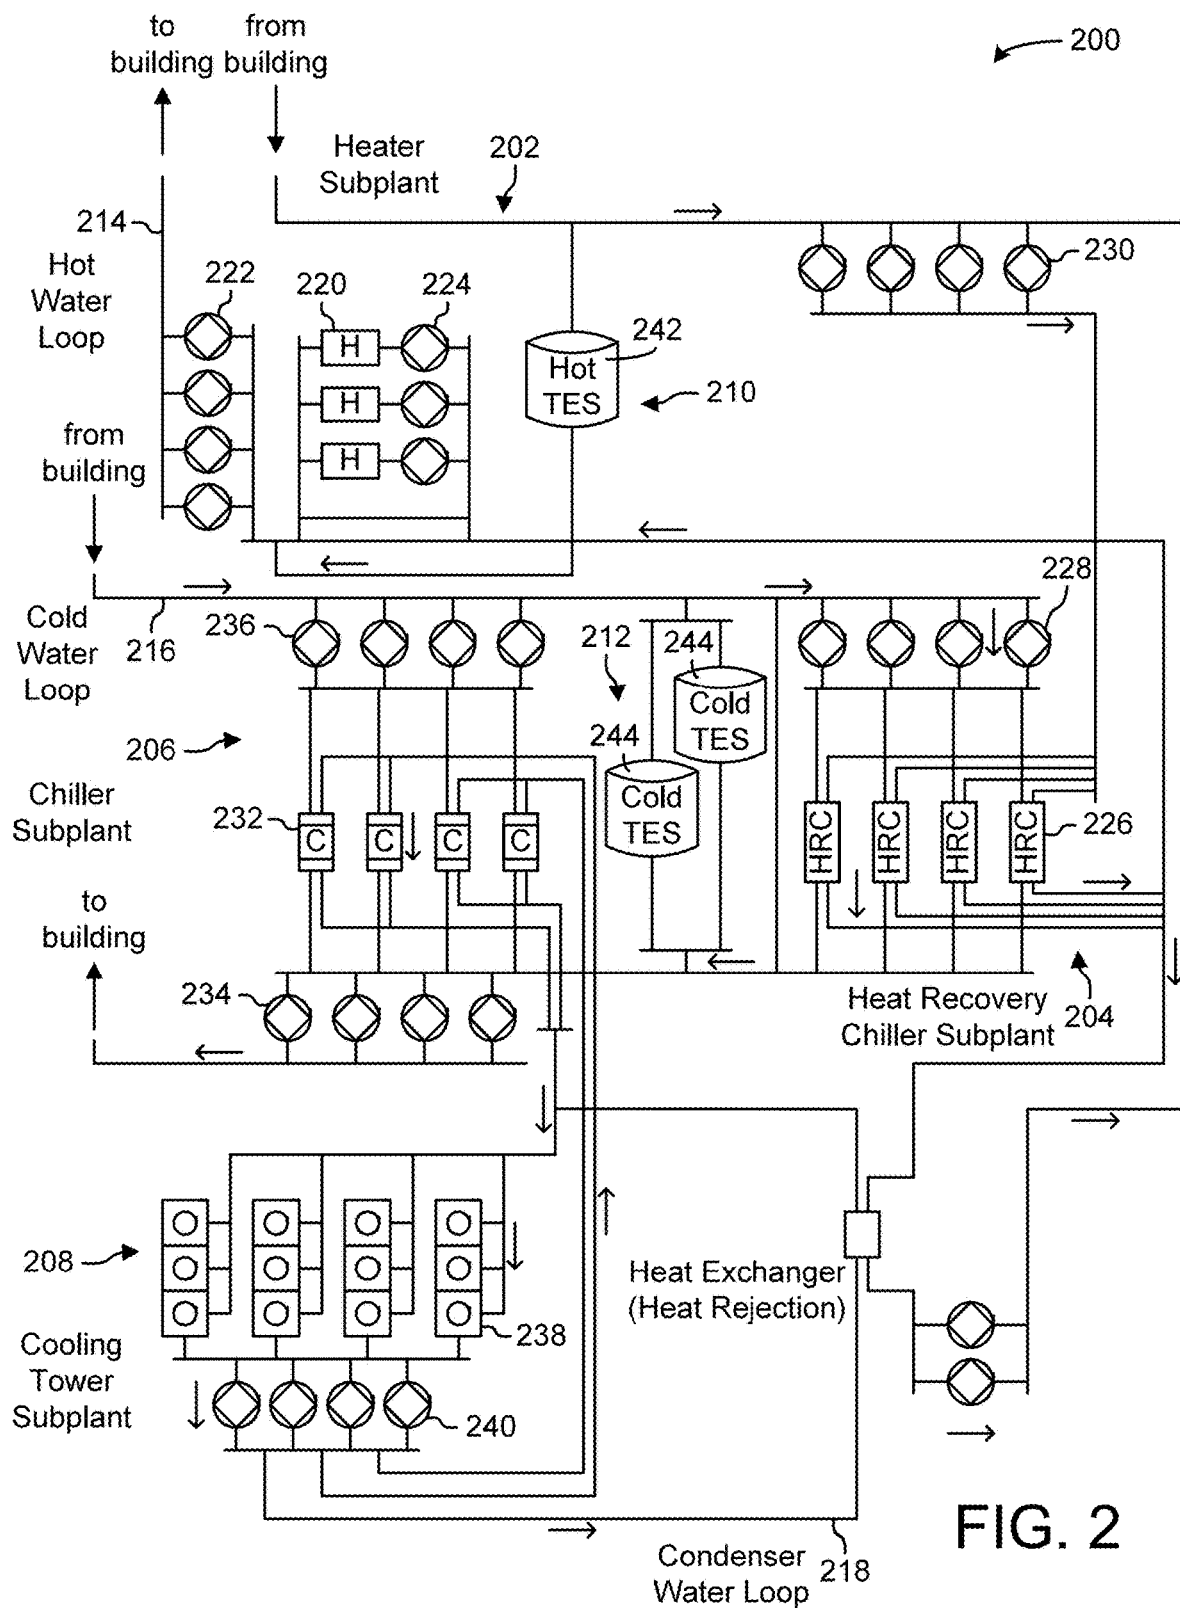 to
building
from
building
200
Heater
Subplant
202
214
Hot
Water
Loop
222
220
224
230
H
H
H
Hot
TES
242
210
from
building
Cold
Water
Loop
216
236
212
244
Cold
TES
244
Cold
TES
228
206
Chiller
Subplant
232
C
C
C
C
HRC
HRC
HRC
HRC
226
to
building
234
Heat Recovery
Chiller Subplant
204
208
Cooling
Tower
Subplant
238
240
Heat Exchanger
(Heat Rejection)
Condenser
Water Loop
218
FIG. 2